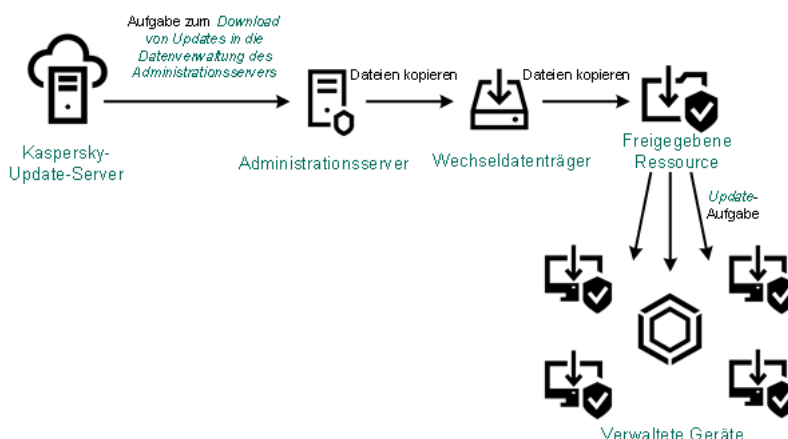 Aufgabe zum Download
von Updates in die
Datenverwaltung des
Administrationsservers
Dateien kopieren
Dateien kopieren
Kaspersky-
Update-Server
Administrationsserver
Wechseldatenträger
Freigegebene
Ressource
Update-
Aufgabe
Verwaltete Geräte